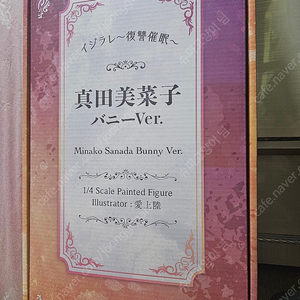 イジラレ～復讐催眠～
真田美菜子
バニーVer.
Minako Sanada Bunny Ver.
1/4 Scale Painted Figure
Illustrator : 愛上陸